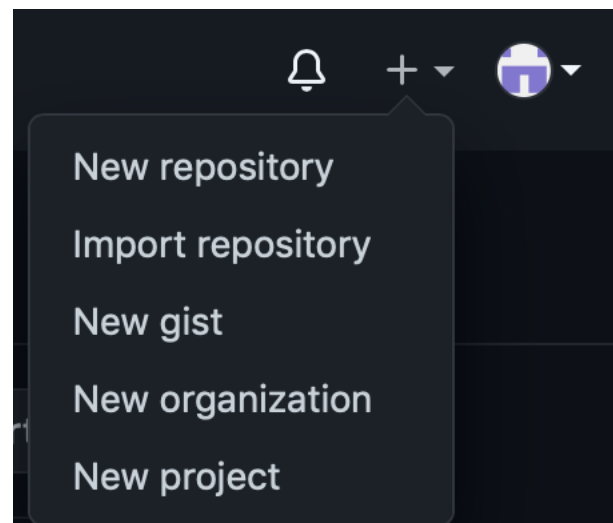 New repository
Import repository
New gist
New organization
New project